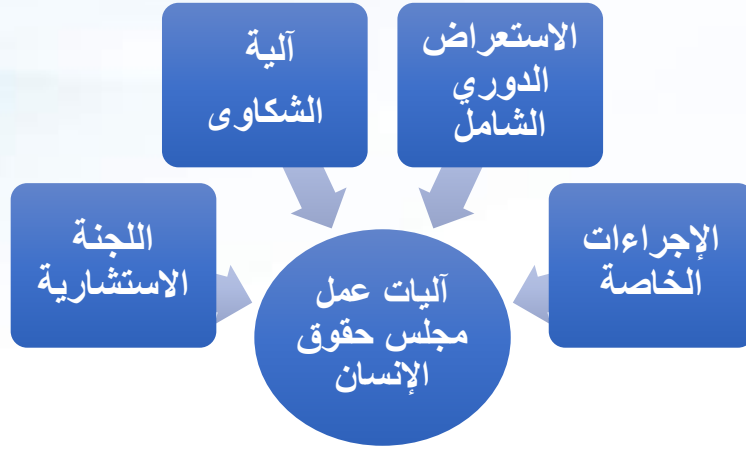 الاستعراض
الدوري
الشامل
آلية
الشكاوى
الإجراءات
الخاصة
اللجنة
الاستشارية
آليات عمل
مجلس حقوق
الإنسان